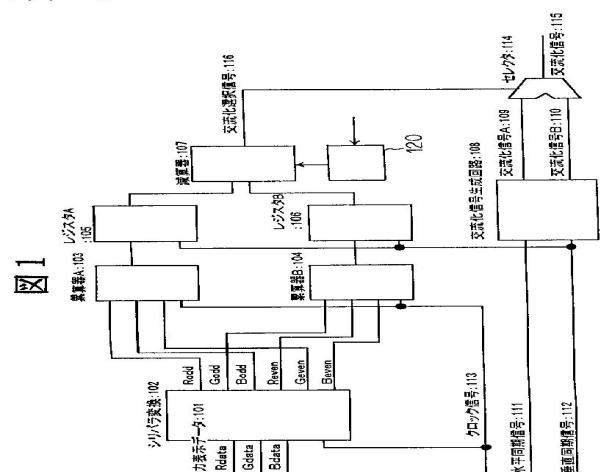 図1
力表示データ:101
シリパラ変換:102
Rdata
Gdata
Bdata
Rodd
Godd
Bodd
Reven
Geven
Beven
累算器A:103
累算器B:104
レジスタA
:105
レジスタB
:106
減算器:107
120
交流化選択信号:116
交流化信号生成回路:108
交流化信号A:109
交流化信号B:110
セレクタ:114
交流化信号:115
クロック信号:113
水平同期信号:111
垂直同期信号:112